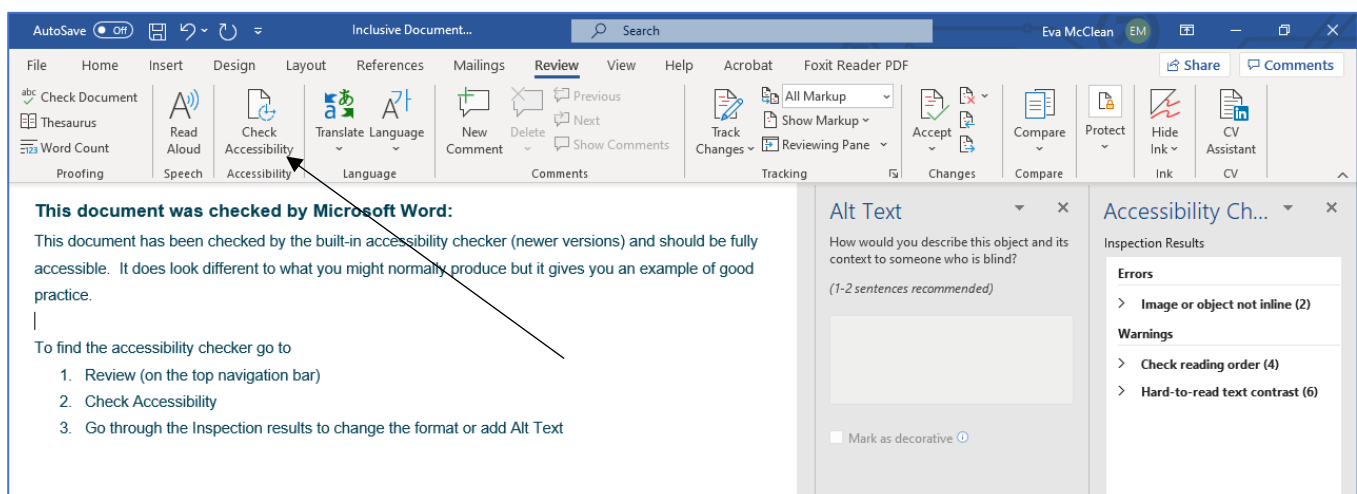 AutoSave Off Inclusive Document... Search Eva McClean EM
File Home Insert Design Layout References Mailings Review View Help Acrobat Foxit Reader PDF Share Comments
abc Check Document
Thesaurus
123 Word Count
Proofing
A
Read
Aloud
Speech
Check
Accessibility
Accessibility
あ
a
Translate
A
Language
Language
New
Comment
Delete
Previous
Next
Show Comments
Comments
Track
Changes
All Markup
Show Markup
Reviewing Pane
Tracking
Accept
Changes
Compare
Compare
Protect
Hide
Ink
Ink
in
CV
Assistant
CV
This document was checked by Microsoft Word:
This document has been checked by the built-in accessibility checker (newer versions) and should be fully
accessible. It does look different to what you might normally produce but it gives you an example of good
practice.
To find the accessibility checker go to
1. Review (on the top navigation bar)
2. Check Accessibility
3. Go through the Inspection results to change the format or add Alt Text
Alt Text
How would you describe this object and its
context to someone who is blind?
(1-2 sentences recommended)
Mark as decorative
Accessibility Ch...
Inspection Results
Errors
Image or object not inline (2)
Warnings
Check reading order (4)
Hard-to-read text contrast (6)